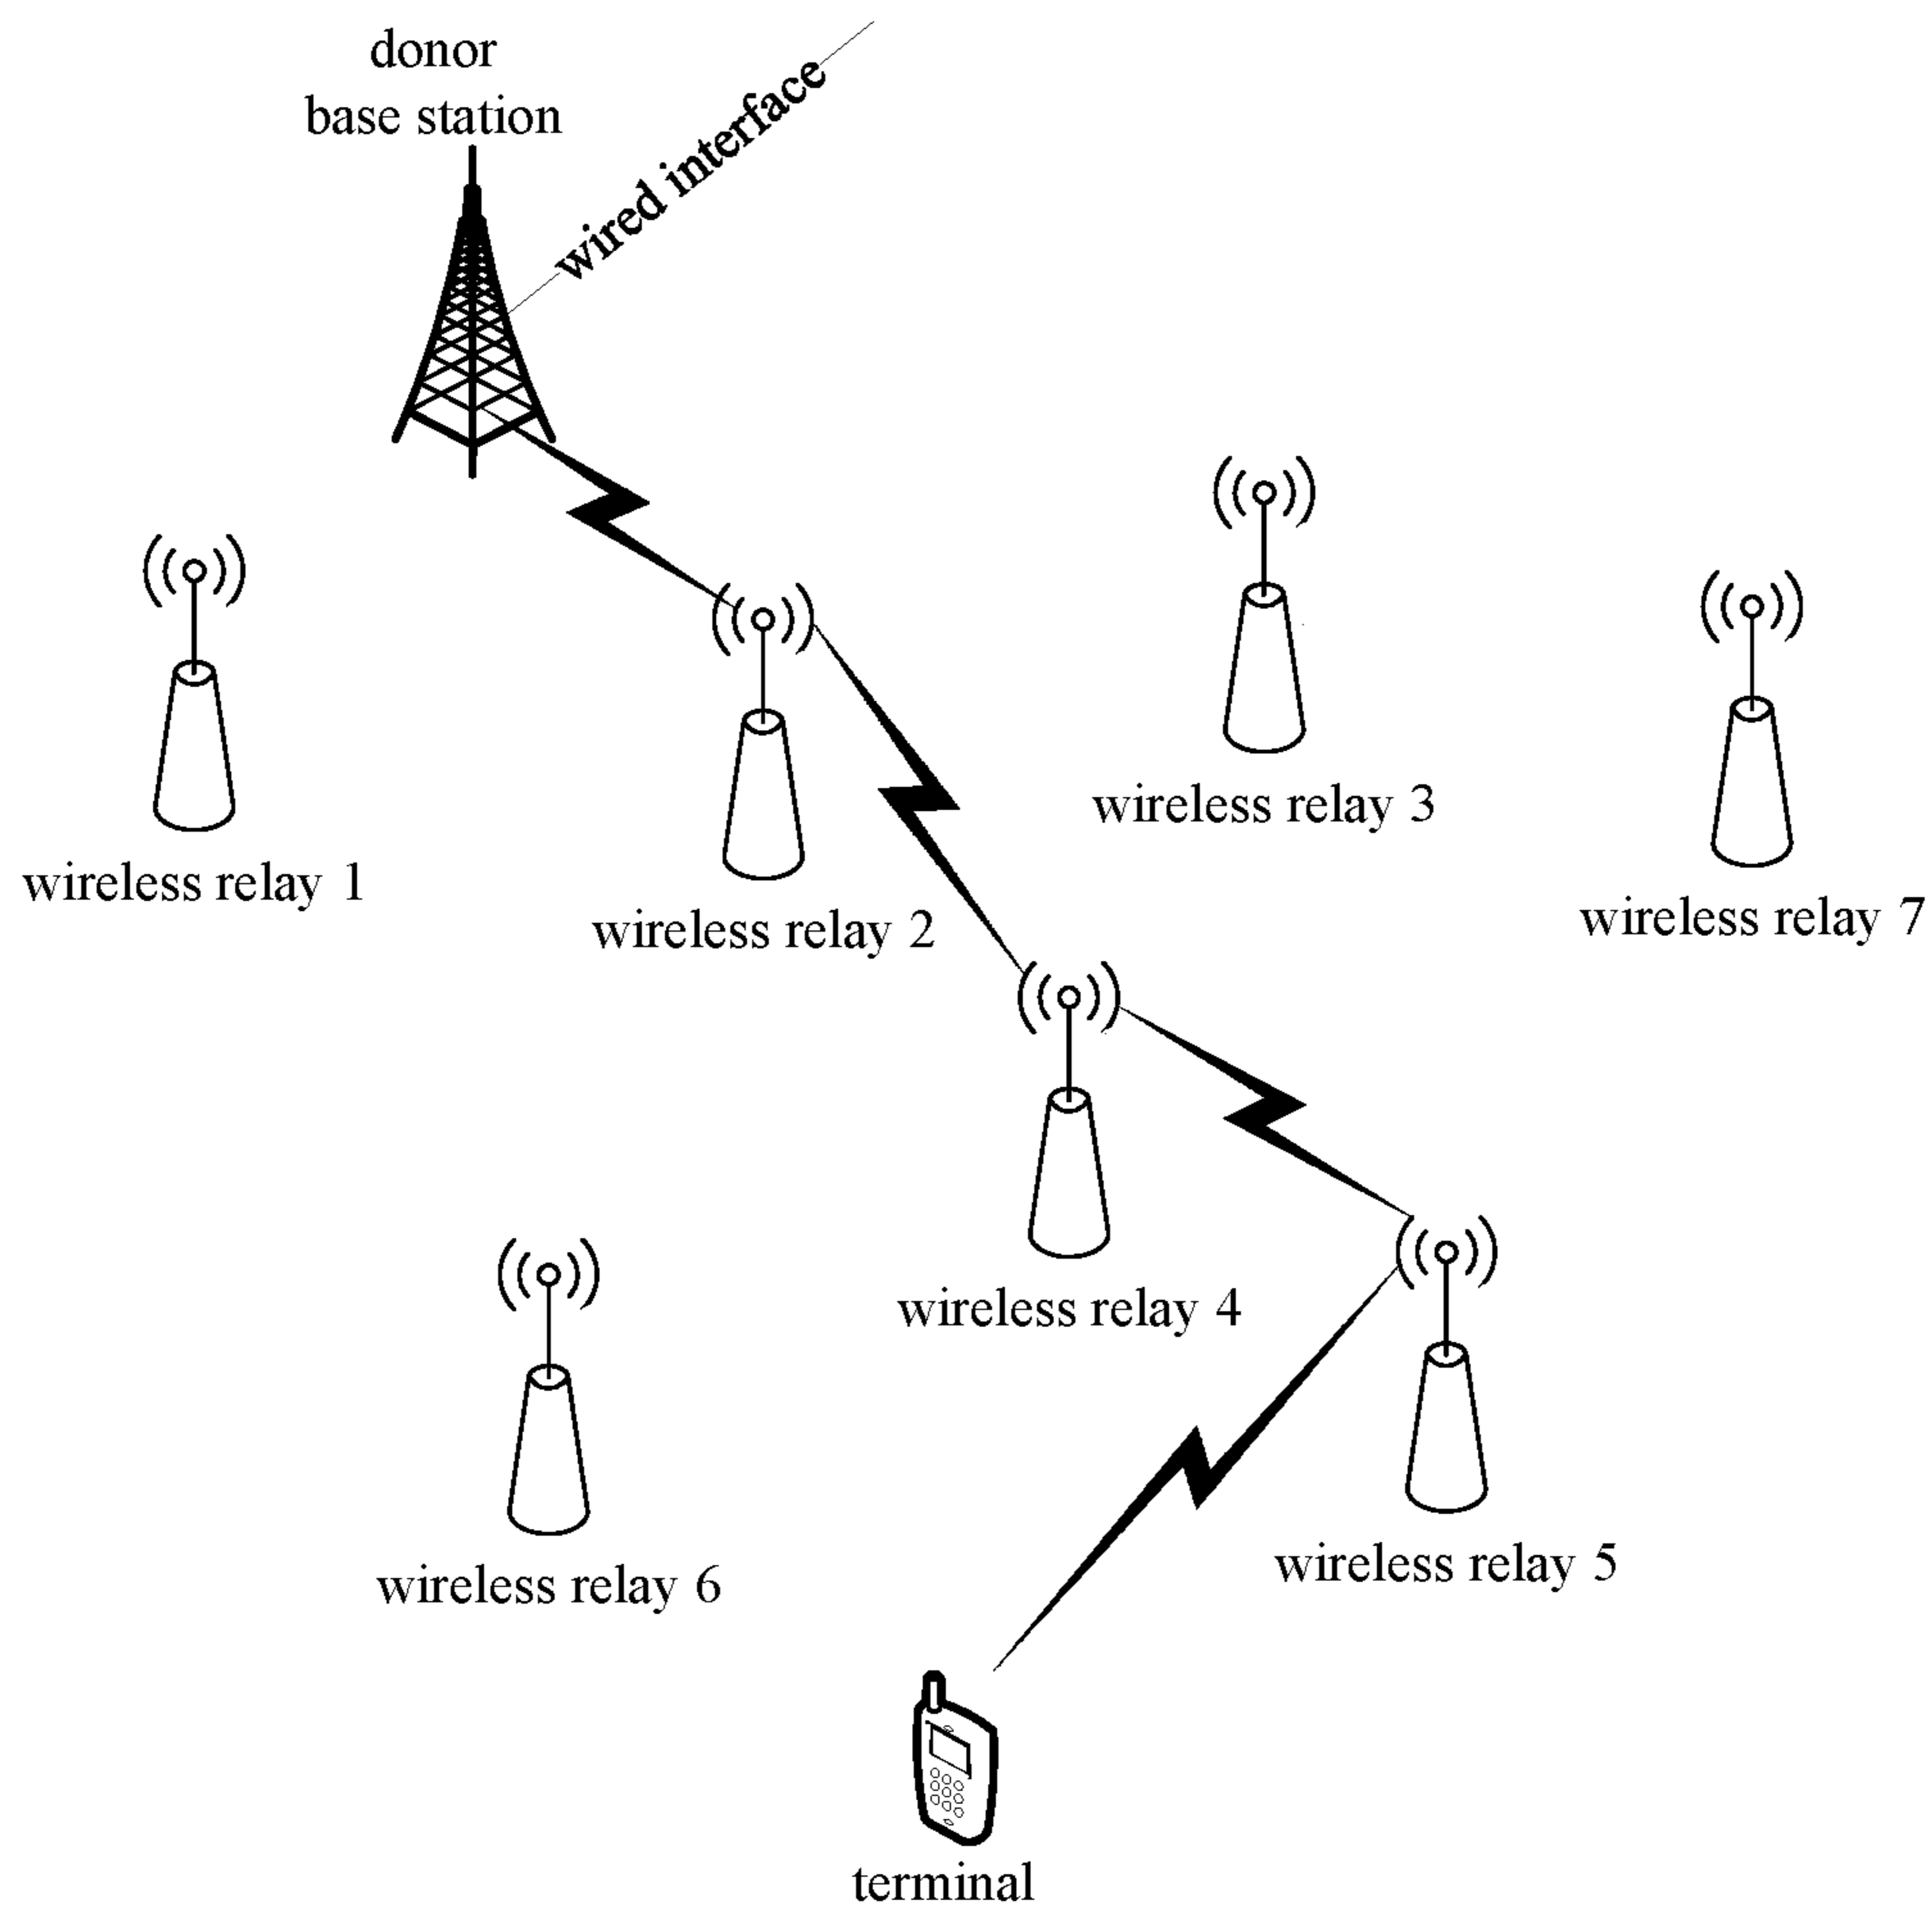 donor
base station
wired interface
wireless relay 3
wireless relay 1
wireless relay 2
wireless relay 7
wireless relay 4
wireless relay 6
wireless relay 5
terminal